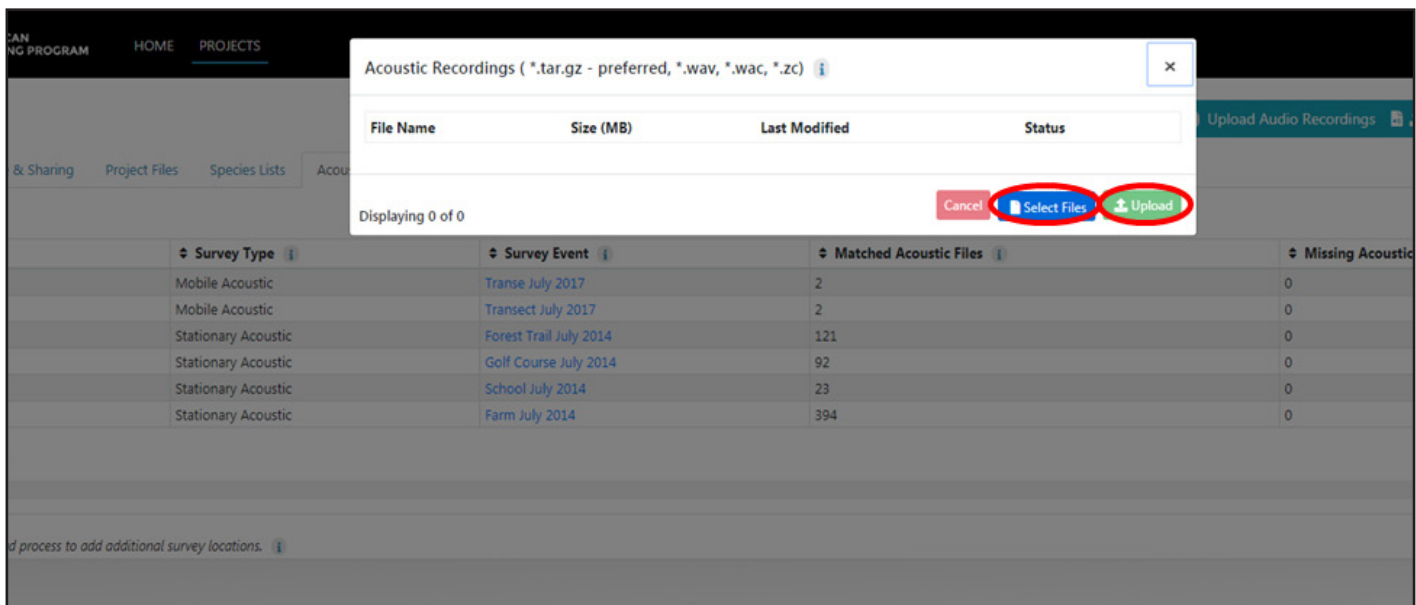 CAN
NG PROGRAM
HOME PROJECTS
Acoustic Recordings ( *.tar.gz - preferred, *.wav, *.wac, *.zc) i
×
File Name Size (MB) Last Modified Status
Upload Audio Recordings
& Sharing Project Files Species Lists Acous
Displaying 0 of 0
Cancel Select Files Upload
Survey Type i Survey Event i Matched Acoustic Files i Missing Acoustic
Mobile Acoustic Transe July 2017 2 0
Mobile Acoustic Transect July 2017 2 0
Stationary Acoustic Forest Trail July 2014 121 0
Stationary Acoustic Golf Course July 2014 92 0
Stationary Acoustic School July 2014 23 0
Stationary Acoustic Farm July 2014 394 0
d process to add additional survey locations. i